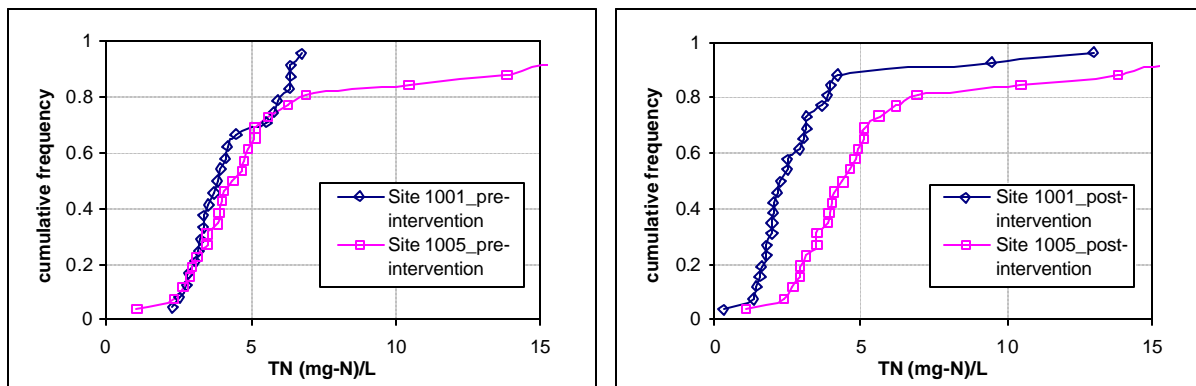 1
0.8
0.6
0.4
0.2
0
cumulative frequency
0 5 10 15
TN (mg-N)/L
Site 1001_pre-
intervention
Site 1005_pre-
intervention
1
0.8
0.6
0.4
0.2
0
cumulative frequency
0 5 10 15
TN (mg-N)/L
Site 1001_post-
intervention
Site 1005_post-
intervention